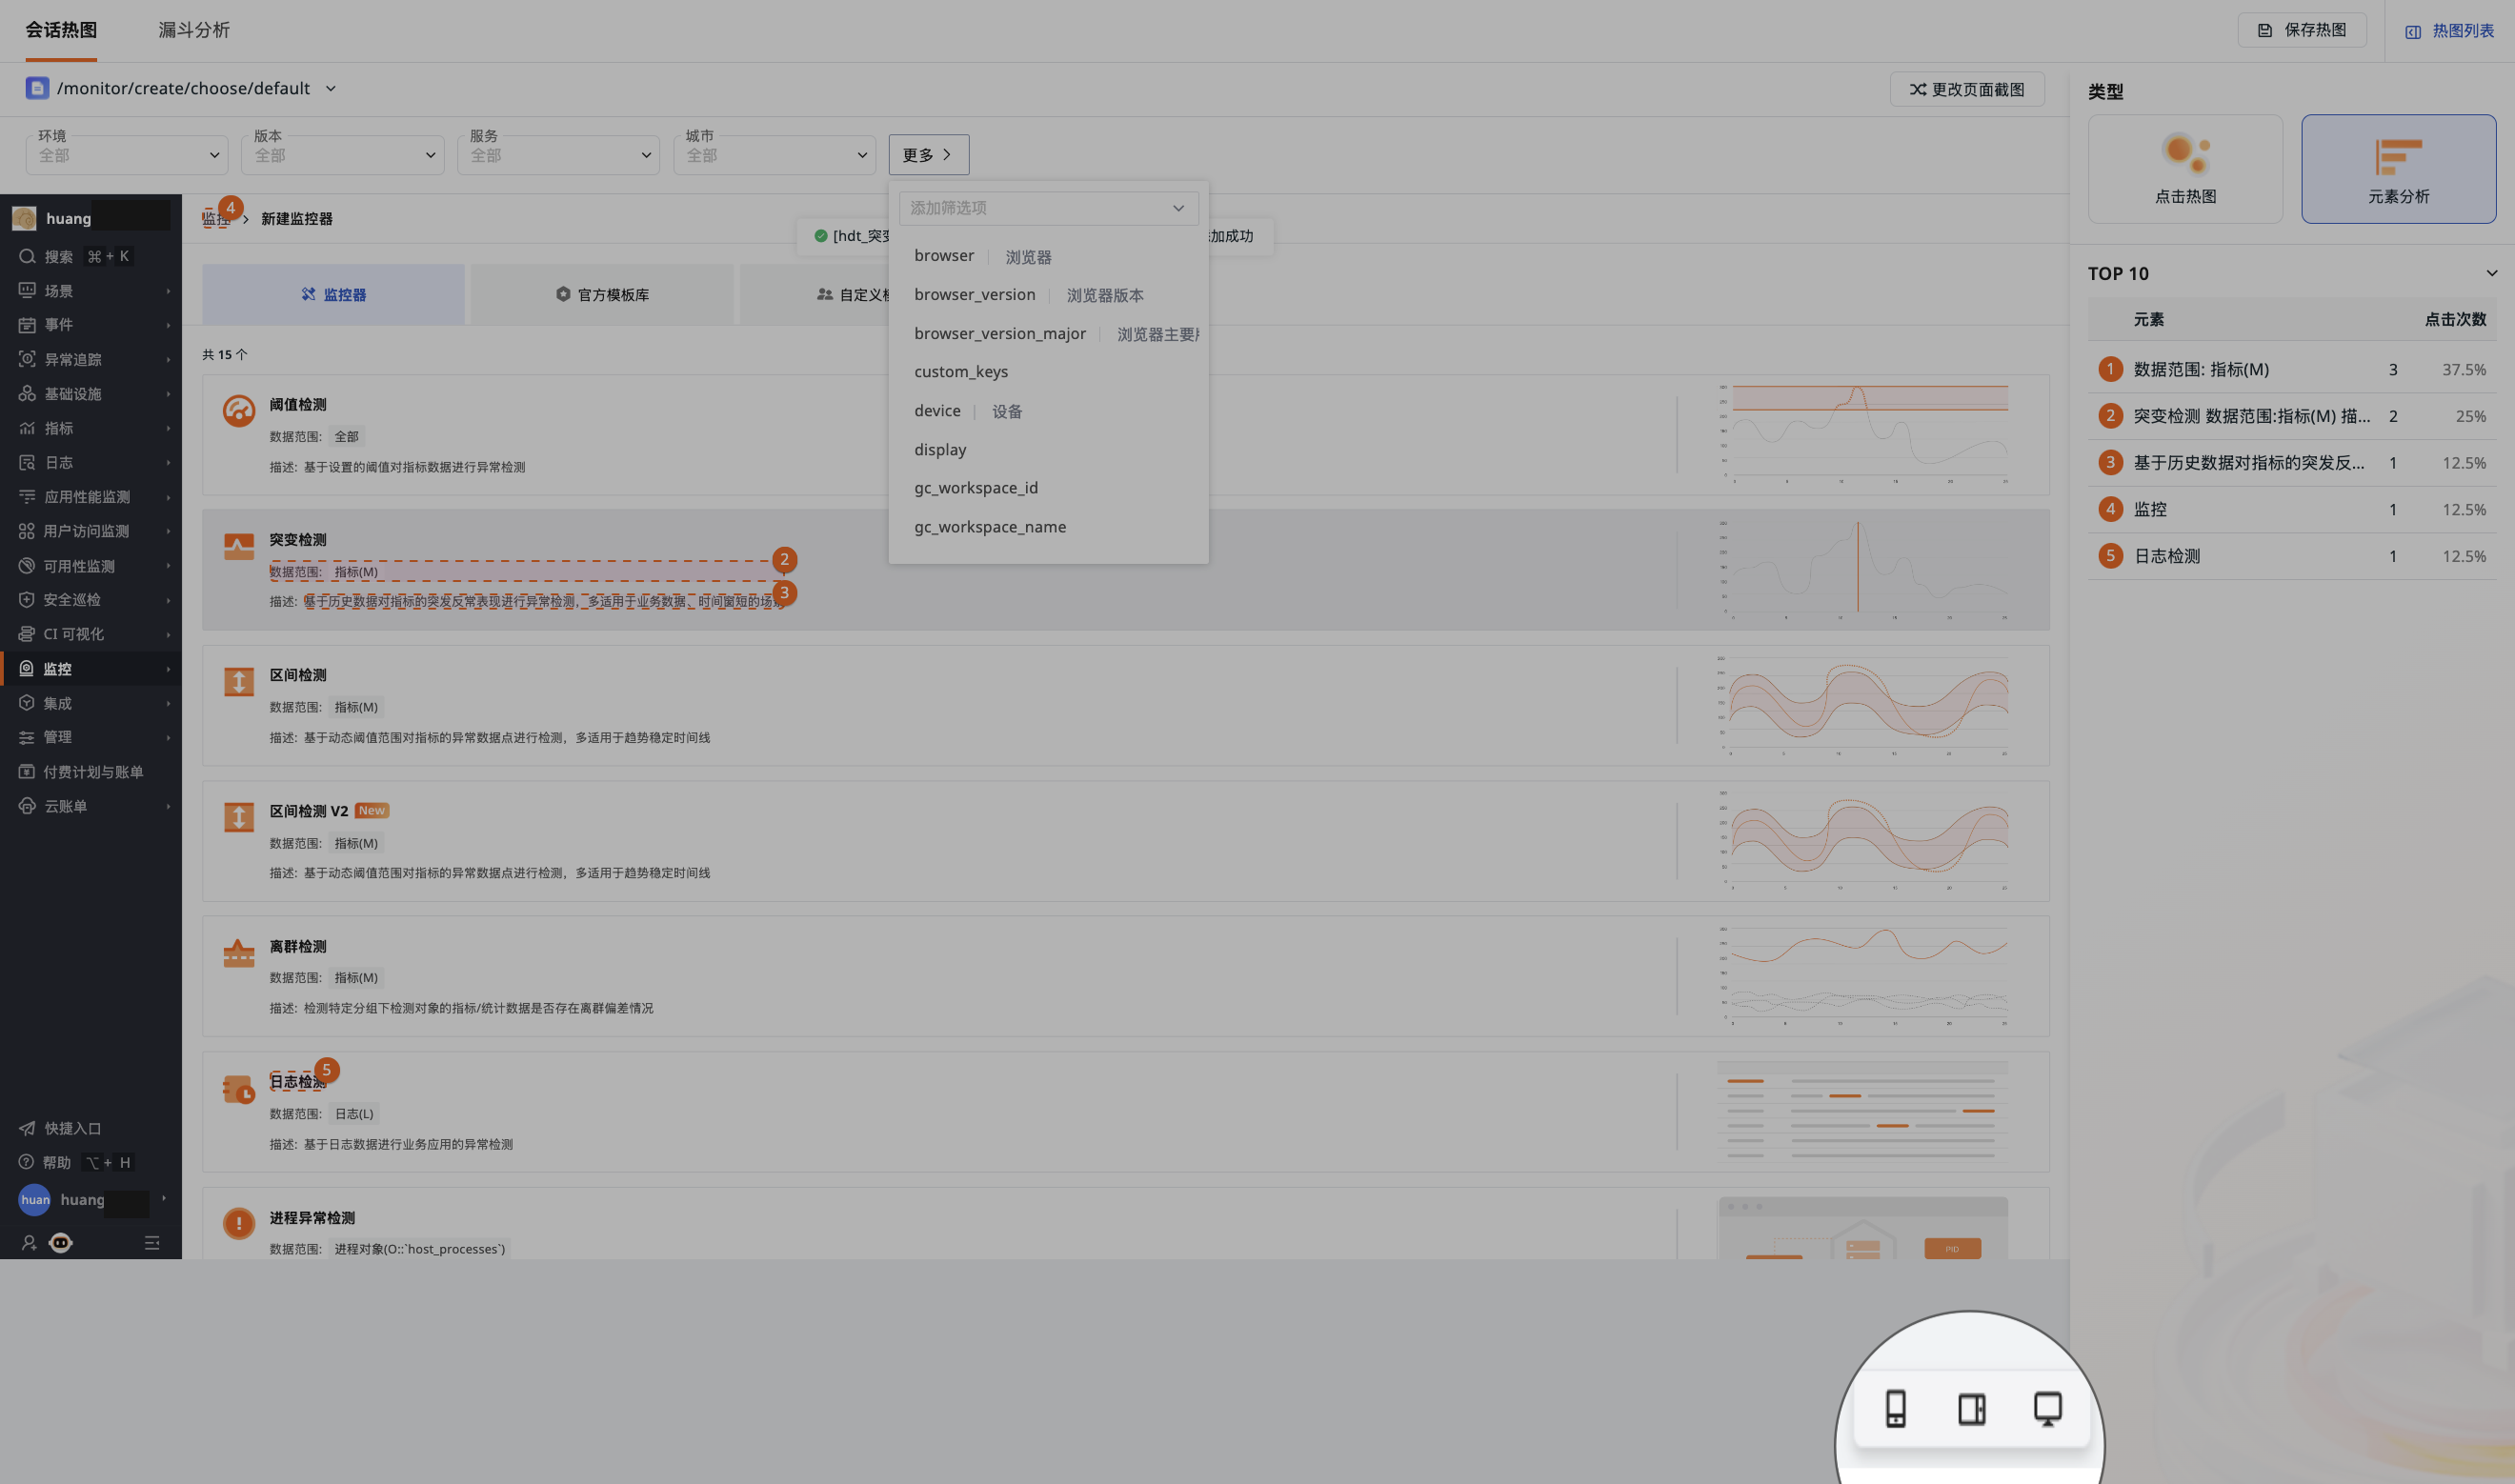 会话热图
漏斗分析
保存热图
热图列表
/monitor/create/choose/default
更改页面截图
环境
全部
版本
全部
服务
全部
城市
全部
更多
添加筛选项
browser 浏览器
browser_version 浏览器版本
browser_version_major 浏览器主要
custom_keys
device 设备
display
gc_workspace_id
gc_workspace_name
huang
搜索 ⌘ + K
场景
事件
异常追踪
基础设施
指标
日志
应用性能监测
用户访问监测
可用性监测
安全巡检
CI 可视化
监控
集成
管理
付费计划与账单
云账单
快捷入口
帮助 ⌥ + H
huan huang
监控 4 > 新建监控器
[hdt_突变 加成功
监控器
官方模板库
自定义
共 15 个
阈值检测
数据范围: 全部
描述: 基于设置的阈值对指标数据进行异常检测
突变检测
数据范围: 指标(M) 2
描述: 基于历史数据对指标的突发反常表现进行异常检测，多适用于业务数据、时间窗短的场 3
区间检测
数据范围: 指标(M)
描述: 基于动态阈值范围对指标的异常数据点进行检测，多适用于趋势稳定时间线
区间检测 V2 New
数据范围: 指标(M)
描述: 基于动态阈值范围对指标的异常数据点进行检测，多适用于趋势稳定时间线
离群检测
数据范围: 指标(M)
描述: 检测特定分组下检测对象的指标/统计数据是否存在离群偏差情况
日志检测 5
数据范围: 日志(L)
描述: 基于日志数据进行业务应用的异常检测
进程异常检测
数据范围: 进程对象(O::`host_processes`)
PID
类型
点击热图
元素分析
TOP 10
元素 点击次数
1 数据范围: 指标(M) 3 37.5%
2 突变检测 数据范围:指标(M) 描... 2 25%
3 基于历史数据对指标的突发反... 1 12.5%
4 监控 1 12.5%
5 日志检测 1 12.5%